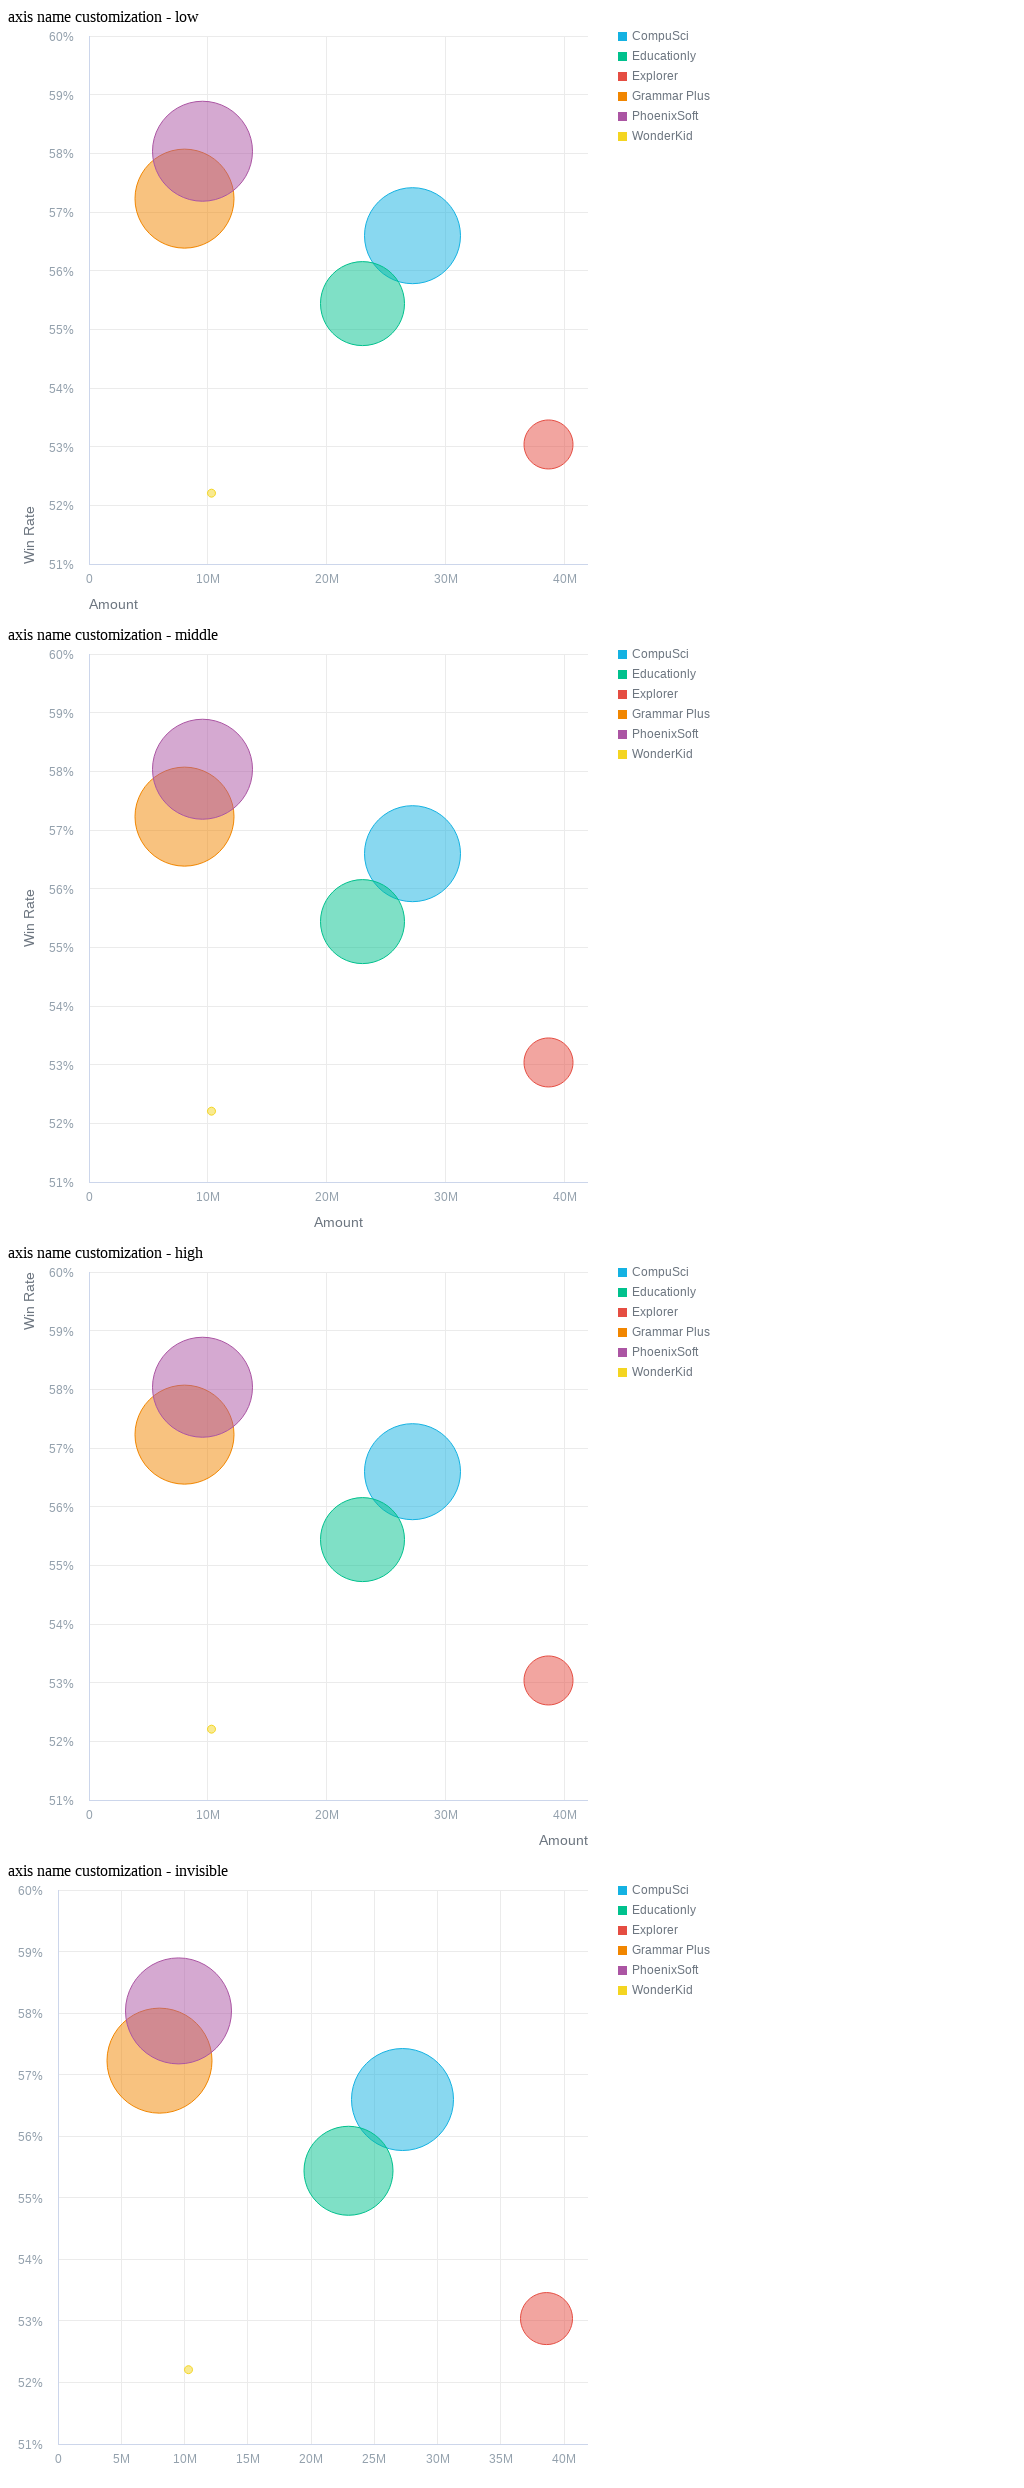 axis name customization - low
60%
59%
58%
57%
56%
55%
54%
53%
52%
51%
Win Rate
0 10M 20M 30M 40M
Amount
CompuSci
Educationly
Explorer
Grammar Plus
PhoenixSoft
WonderKid
axis name customization - middle
60%
59%
58%
57%
56%
55%
54%
53%
52%
51%
Win Rate
0 10M 20M 30M 40M
Amount
CompuSci
Educationly
Explorer
Grammar Plus
PhoenixSoft
WonderKid
axis name customization - high
60%
59%
58%
57%
56%
55%
54%
53%
52%
51%
Win Rate
0 10M 20M 30M 40M
Amount
CompuSci
Educationly
Explorer
Grammar Plus
PhoenixSoft
WonderKid
axis name customization - invisible
60%
59%
58%
57%
56%
55%
54%
53%
52%
51%
0 5M 10M 15M 20M 25M 30M 35M 40M
CompuSci
Educationly
Explorer
Grammar Plus
PhoenixSoft
WonderKid